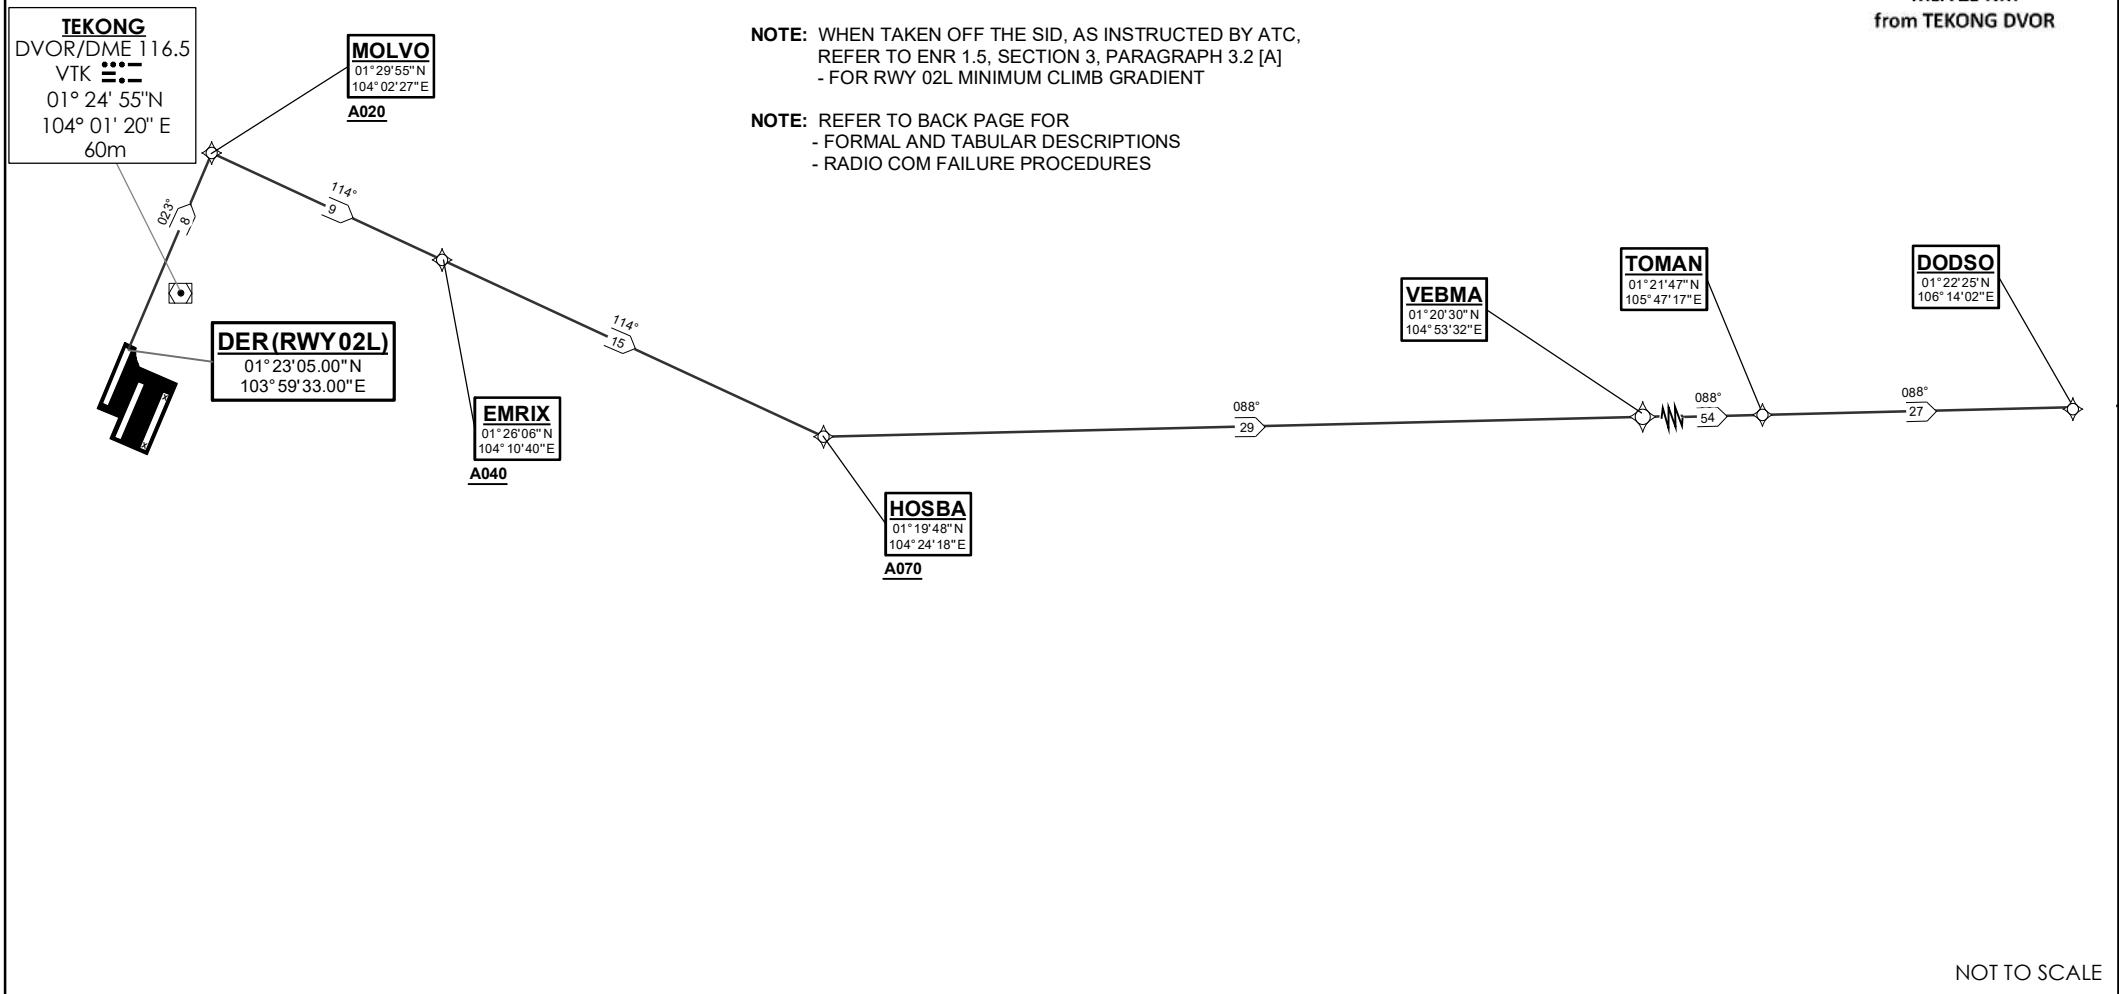 TEKONG
DVOR/DME 116.5
VTK
01° 24' 55"N
104° 01' 20" E
60m
MOLVO
01°29'55"N
104°02'27"E
A020
NOTE: WHEN TAKEN OFF THE SID, AS INSTRUCTED BY ATC,
REFER TO ENR 1.5, SECTION 3, PARAGRAPH 3.2 [A]
- FOR RWY 02L MINIMUM CLIMB GRADIENT
NOTE: REFER TO BACK PAGE FOR
- FORMAL AND TABULAR DESCRIPTIONS
- RADIO COM FAILURE PROCEDURES
from TEKONG DVOR
023°
8
114°
9
114°
15
DER (RWY 02L)
01°23'05.00"N
103°59'33.00"E
EMRIX
01°26'06"N
104°10'40"E
A040
HOSBA
01°19'48"N
104°24'18"E
A070
088°
29
VEBMA
01°20'30"N
104°53'32"E
088°
54
TOMAN
01°21'47"N
105°47'17"E
088°
27
DODSO
01°22'25"N
106°14'02"E
NOT TO SCALE